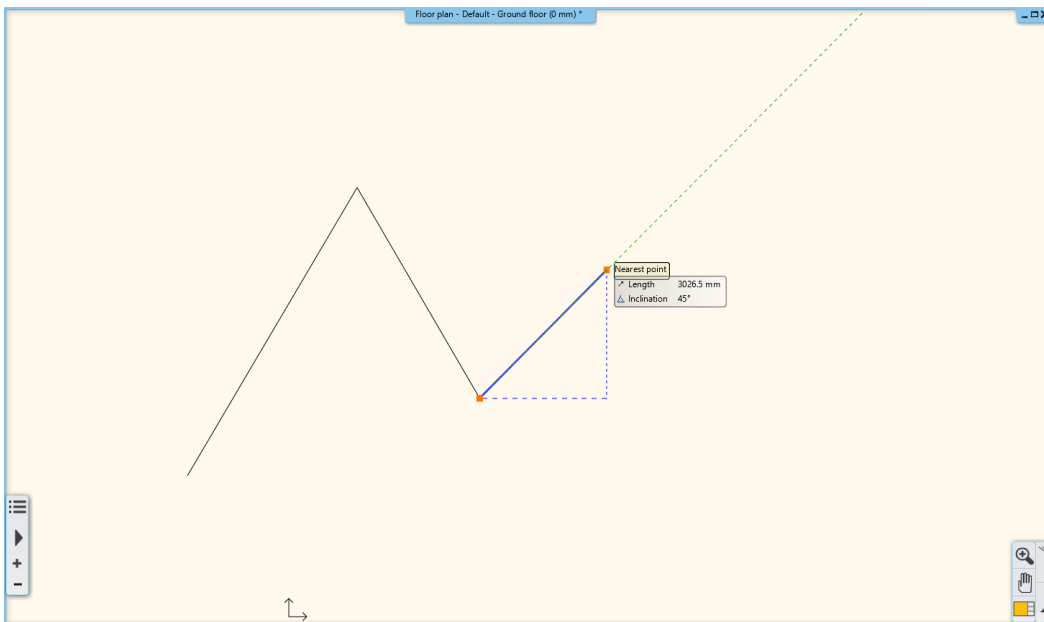 Floor plan - Default - Ground floor (0 mm) *
Nearest point
Length 3026.5 mm
Inclination 45°